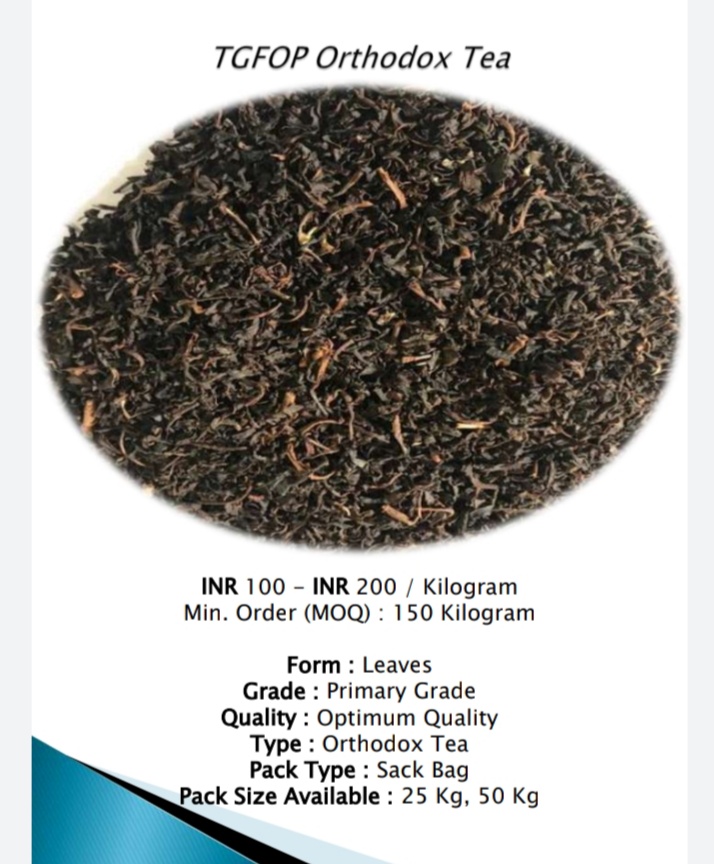 TGFOP Orthodox Tea
INR 100 – INR 200 / Kilogram
Min. Order (MOQ) : 150 Kilogram
Form : Leaves
Grade : Primary Grade
Quality : Optimum Quality
Type : Orthodox Tea
Pack Type : Sack Bag
Pack Size Available : 25 Kg, 50 Kg